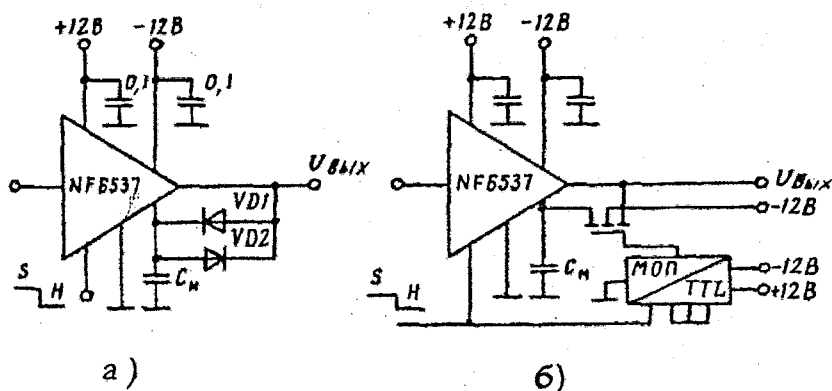 +12В -12В
0,1 0,1
NF6537
Uвых
VD1
VD2
S H
Cн
а)
+12В -12В
NF6537
Uвых
-12В
S H
Cн
МОП
TTL
-12В
+12В
б)